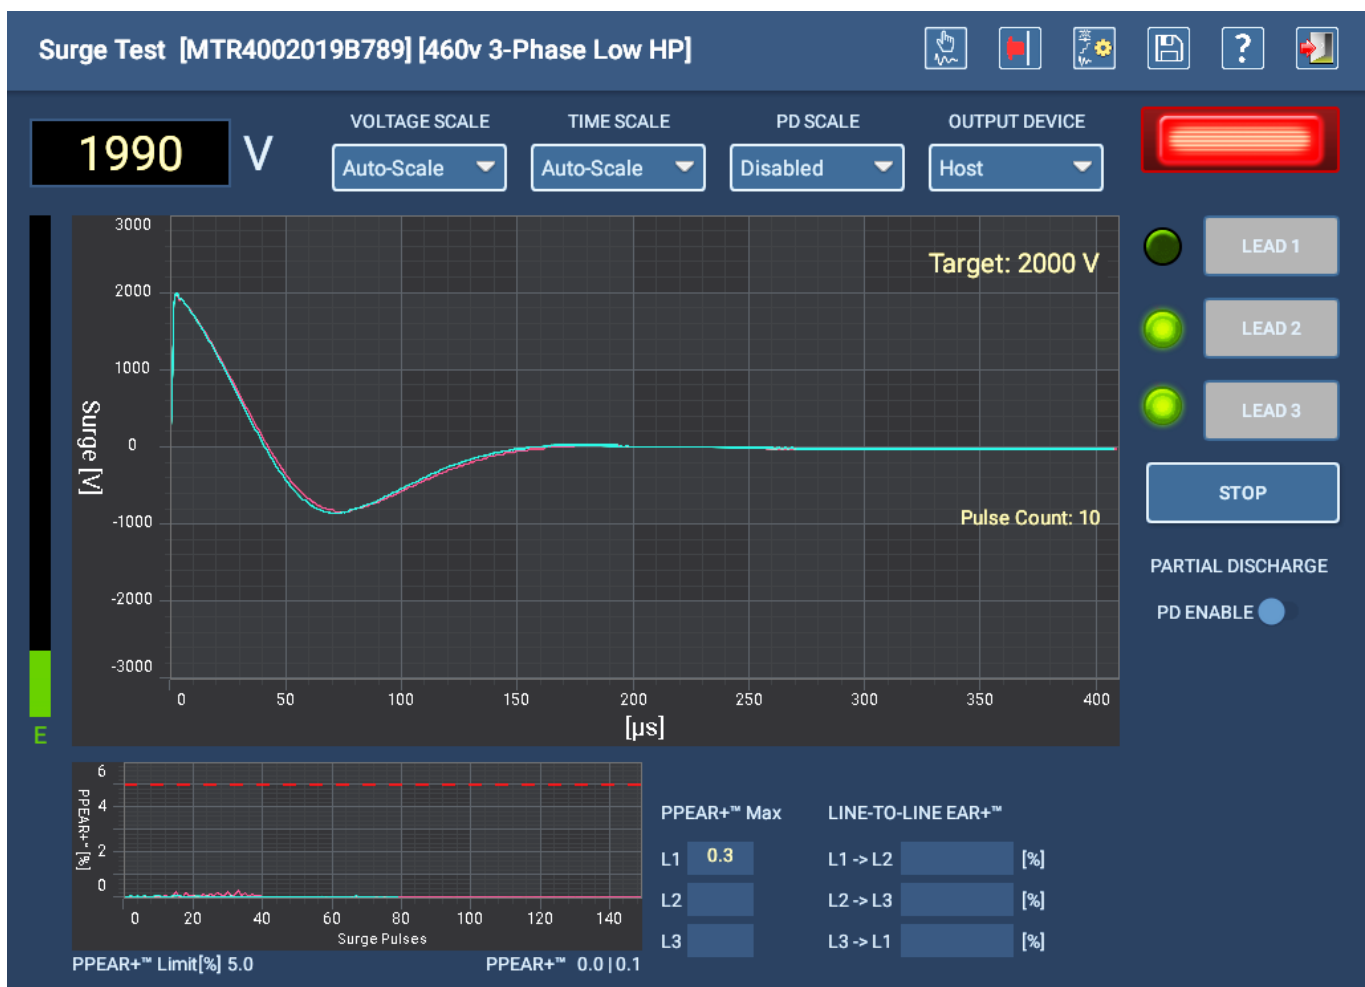 Surge Test [MTR4002019B789] [460v 3-Phase Low HP]
?
1990 V
VOLTAGE SCALE TIME SCALE PD SCALE OUTPUT DEVICE
Auto-Scale Auto-Scale Disabled Host
3000
2000
1000
0
-1000
-2000
-3000
Surge [V]
Target: 2000 V
Pulse Count: 10
0 50 100 150 200 250 300 350 400
[µs]
E
LEAD 1
LEAD 2
LEAD 3
STOP
PARTIAL DISCHARGE
PD ENABLE
6
4
2
0
PPEAR+™ [%]
0 20 40 60 80 100 120 140
Surge Pulses
PPEAR+™ Limit[%] 5.0 PPEAR+™ 0.0|0.1
PPEAR+™ Max LINE-TO-LINE EAR+™
L1 0.3 L1 -> L2 [%]
L2 L2 -> L3 [%]
L3 L3 -> L1 [%]